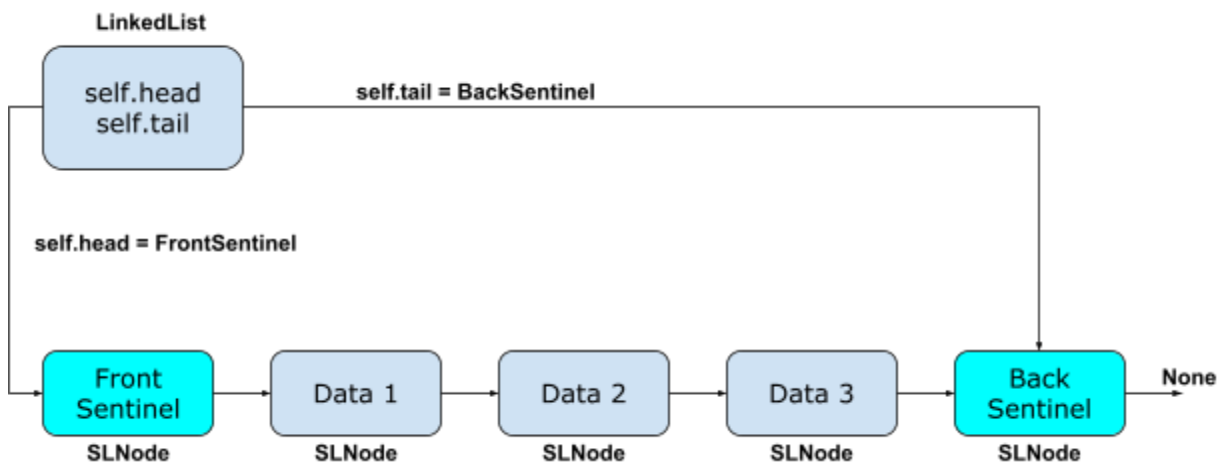 LinkedList
self.head
self.tail
self.tail = BackSentinel
self.head = FrontSentinel
Front
Sentinel
Data 1
Data 2
Data 3
Back
Sentinel
None
SLNode
SLNode
SLNode
SLNode
SLNode